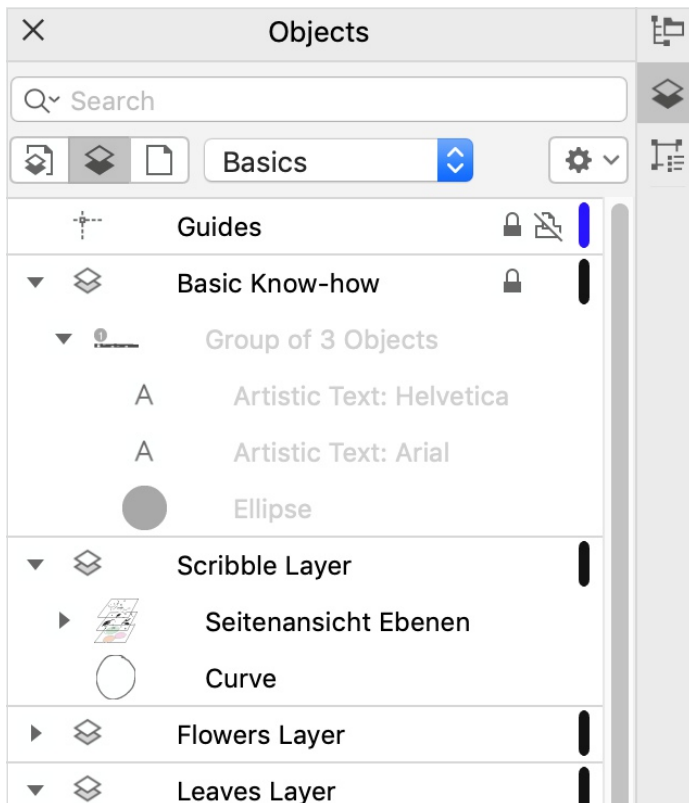 Objects
Search
Basics
Guides
Basic Know-how
1
Group of 3 Objects
A
Artistic Text: Helvetica
A
Artistic Text: Arial
Ellipse
Scribble Layer
Seitenansicht Ebenen
Curve
Flowers Layer
Leaves Layer